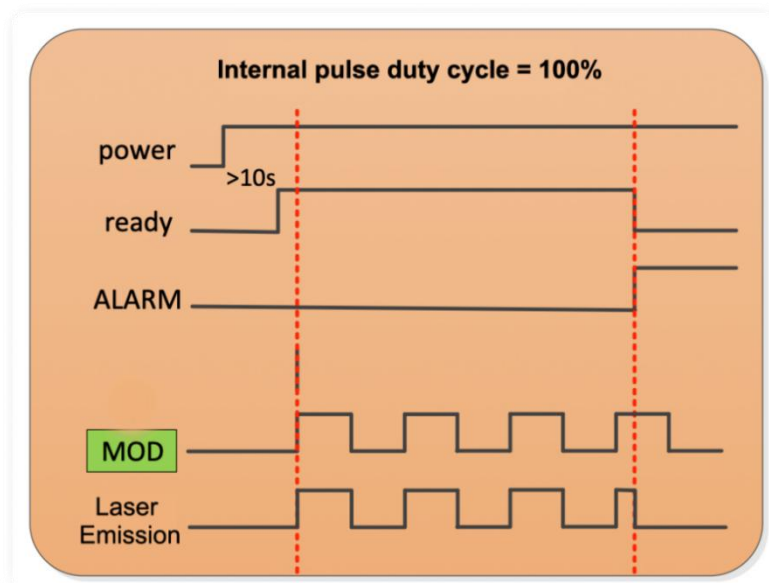 Internal pulse duty cycle = 100%
power
>10s
ready
ALARM
MOD
Laser
Emission